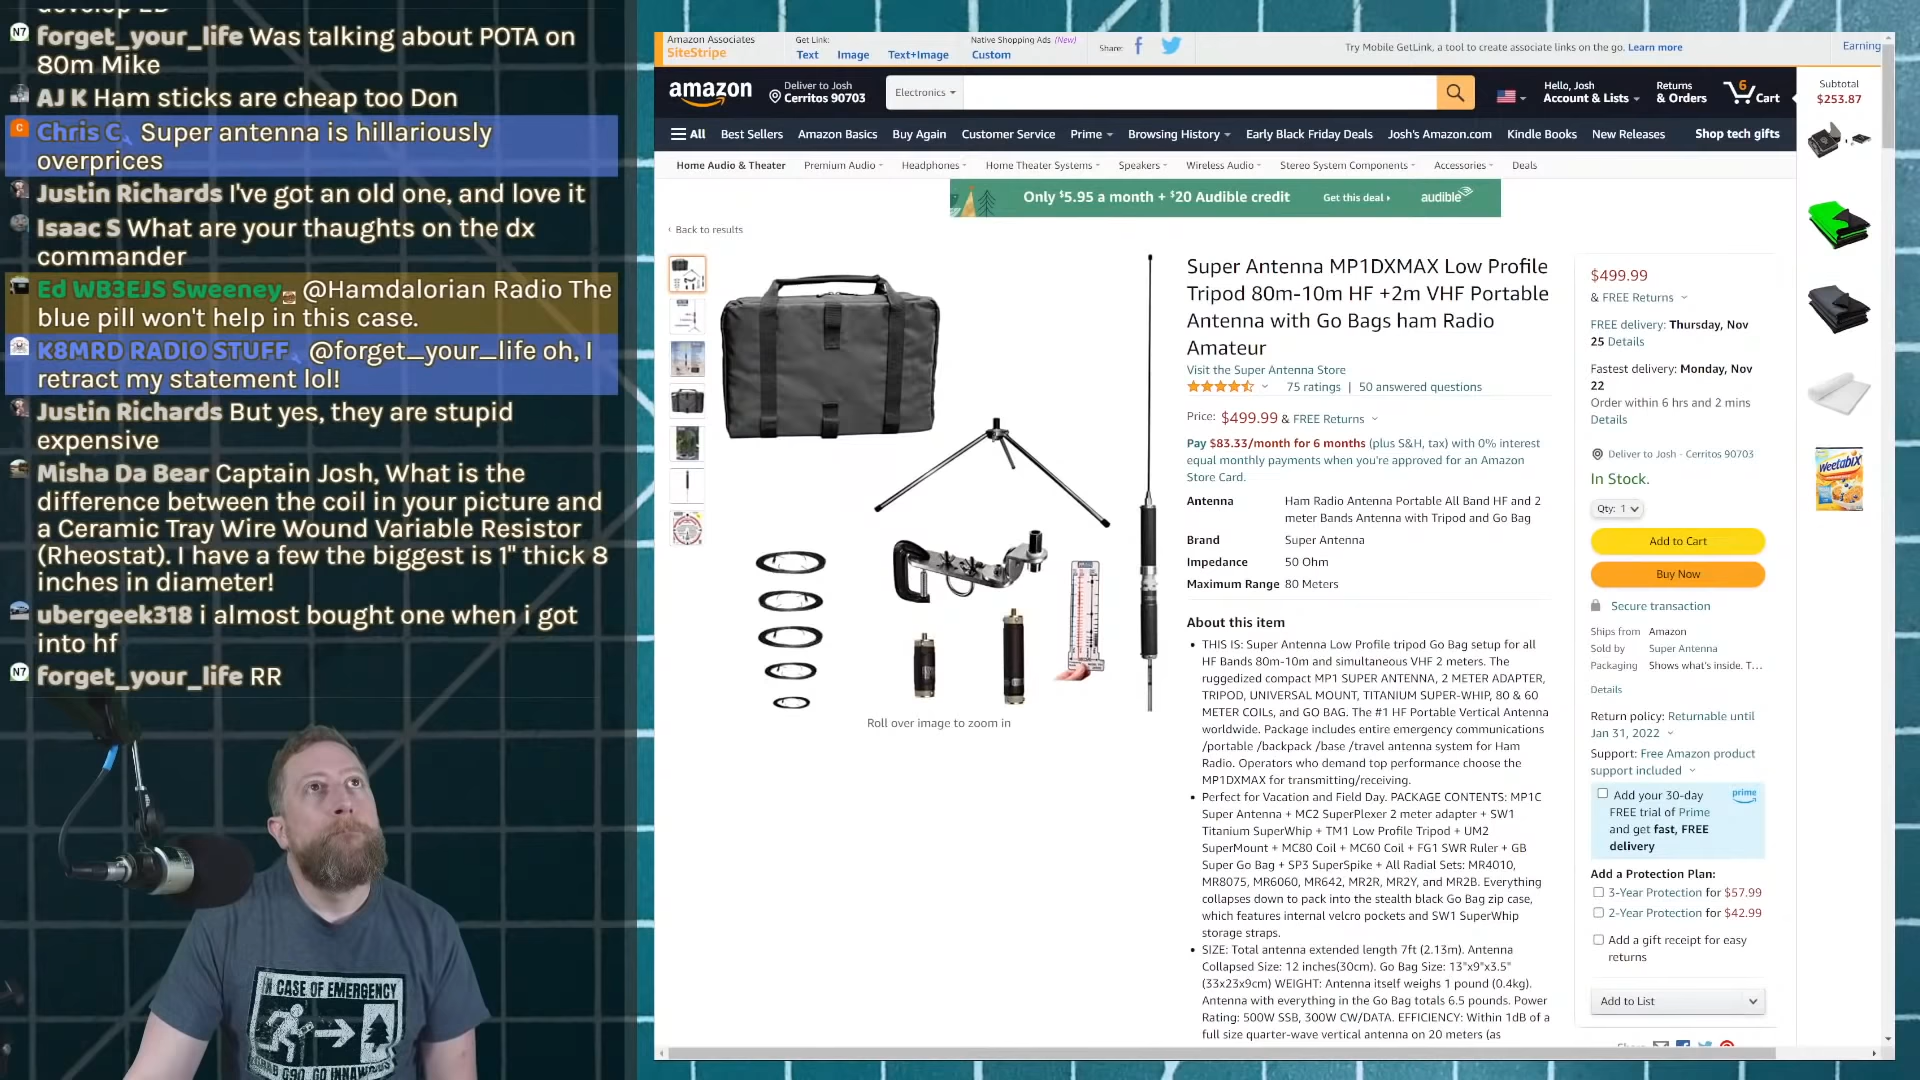 develop ED
forget_your_life Was talking about POTA on
80m Mike
AJ K Ham sticks are cheap too Don
Chris C Super antenna is hillariously
overprices
Justin Richards I've got an old one, and love it
Isaac S What are your thaughts on the dx
commander
Ed WB3EJS Sweeney @Hamdalorian Radio The
blue pill won't help in this case.
K8MRD RADIO STUFF @forget_your_life oh, I
retract my statement lol!
Justin Richards But yes, they are stupid
expensive
Misha Da Bear Captain Josh, What is the
difference between the coil in your picture and
a Ceramic Tray Wire Wound Variable Resistor
(Rheostat). I have a few the biggest is 1" thick 8
inches in diameter!
ubergeek318 i almost bought one when i got
into hf
forget_your_life RR
IN CASE OF EMERGENCY
Amazon Associates
SiteStripe
Get Link:
Text Image Text+Image
Native Shopping Ads (New)
Custom
Share:
Try Mobile GetLink, a tool to create associate links on the go. Learn more
Earning
amazon
Deliver to Josh
Cerritos 90703
Electronics
Hello, Josh
Account & Lists
Returns
& Orders
6
Cart
All Best Sellers Amazon Basics Buy Again Customer Service Prime Browsing History Early Black Friday Deals Josh's Amazon.com Kindle Books New Releases Shop tech gifts
Home Audio & Theater Premium Audio Headphones Home Theater Systems Speakers Wireless Audio Stereo System Components Accessories Deals
Only $5.95 a month + $20 Audible credit Get this deal audible
‹ Back to results
Roll over image to zoom in
Super Antenna MP1DXMAX Low Profile
Tripod 80m-10m HF +2m VHF Portable
Antenna with Go Bags ham Radio
Amateur
Visit the Super Antenna Store
75 ratings | 50 answered questions
Price: $499.99 & FREE Returns
Pay $83.33/month for 6 months (plus S&H, tax) with 0% interest
equal monthly payments when you're approved for an Amazon
Store Card.
Antenna Ham Radio Antenna Portable All Band HF and 2
meter Bands Antenna with Tripod and Go Bag
Brand Super Antenna
Impedance 50 Ohm
Maximum Range 80 Meters
About this item
• THIS IS: Super Antenna Low Profile tripod Go Bag setup for all
HF Bands 80m-10m and simultaneous VHF 2 meters. The
ruggedized compact MP1 SUPER ANTENNA, 2 METER ADAPTER,
TRIPOD, UNIVERSAL MOUNT, TITANIUM SUPER-WHIP, 80 & 60
METER COILs, and GO BAG. The #1 HF Portable Vertical Antenna
worldwide. Package includes entire emergency communications
/portable /backpack /base /travel antenna system for Ham
Radio. Operators who demand top performance choose the
MP1DXMAX for transmitting/receiving.
• Perfect for Vacation and Field Day. PACKAGE CONTENTS: MP1C
Super Antenna + MC2 SuperPlexer 2 meter adapter + SW1
Titanium SuperWhip + TM1 Low Profile Tripod + UM2
SuperMount + MC80 Coil + MC60 Coil + FG1 SWR Ruler + GB
Super Go Bag + SP3 SuperSpike + All Radial Sets: MR4010,
MR8075, MR6060, MR642, MR2R, MR2Y, and MR2B. Everything
collapses down to pack into the stealth black Go Bag zip case,
which features internal velcro pockets and SW1 SuperWhip
storage straps.
• SIZE: Total antenna extended length 7ft (2.13m). Antenna
Collapsed Size: 12 inches(30cm). Go Bag Size: 13"x9"x3.5"
(33x23x9cm) WEIGHT: Antenna itself weighs 1 pound (0.4kg).
Antenna with everything in the Go Bag totals 6.5 pounds. Power
Rating: 500W SSB, 300W CW/DATA. EFFICIENCY: Within 1dB of a
full size quarter-wave vertical antenna on 20 meters (as
$499.99
& FREE Returns
FREE delivery: Thursday, Nov
25 Details
Fastest delivery: Monday, Nov
22
Order within 6 hrs and 2 mins
Details
Deliver to Josh - Cerritos 90703
In Stock.
Qty: 1
Add to Cart
Buy Now
Secure transaction
Ships from Amazon
Sold by Super Antenna
Packaging Shows what's inside. T…
Details
Return policy: Returnable until
Jan 31, 2022
Support: Free Amazon product
support included
Add your 30-day
FREE trial of Prime
and get fast, FREE
delivery
prime
Add a Protection Plan:
3-Year Protection for $57.99
2-Year Protection for $42.99
Add a gift receipt for easy
returns
Add to List
Subtotal
$253.87
Weetabix